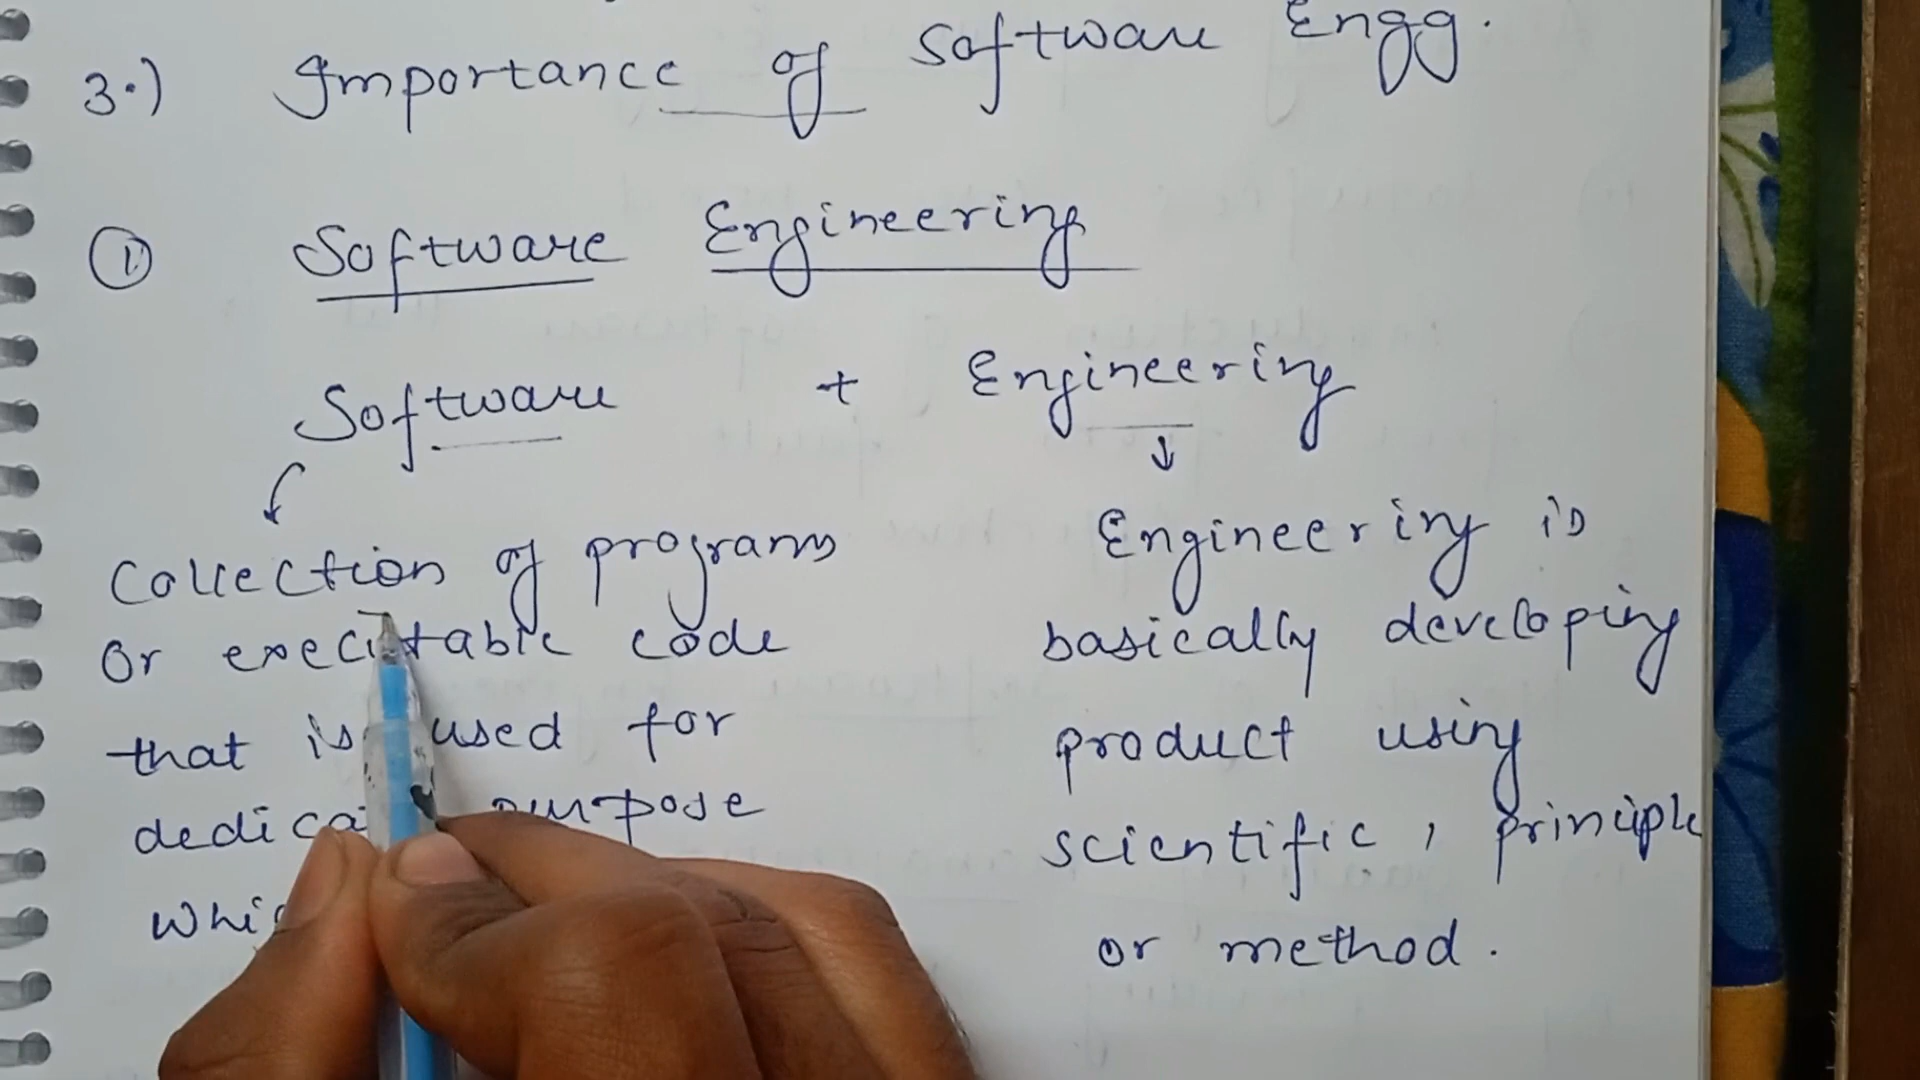 3.) Importance of Software Engg.
① Software Engineering
Software + Engineering
Collection of programs
Or executable code
that is used for
purpose
Engineering is
basically developing
product using
scientific, principle
or method.